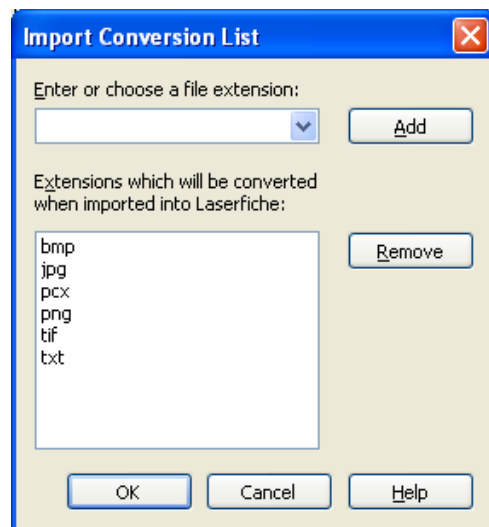 Import Conversion List
Enter or choose a file extension:
Add
Extensions which will be converted
when imported into Laserfiche:
bmp
jpg
pcx
png
tif
txt
Remove
OK
Cancel
Help